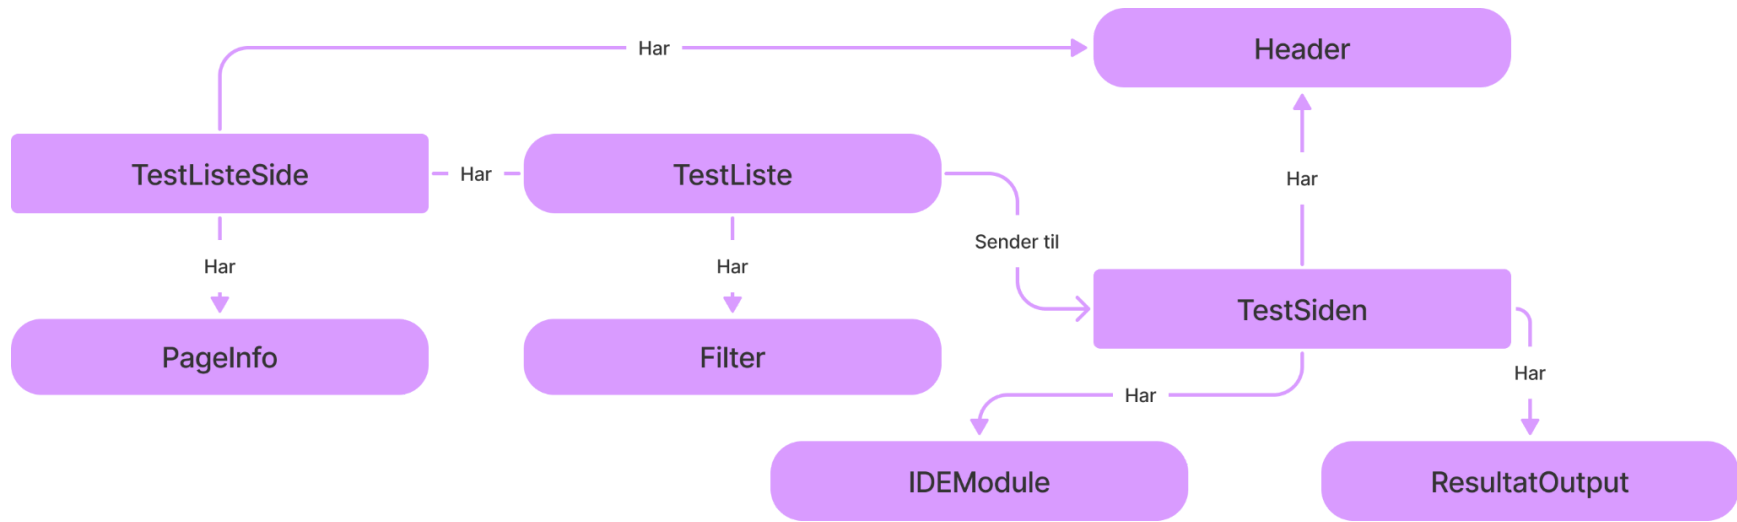 Har
Header
TestListeSide
Har
TestListe
Har
Sender til
Har
Har
TestSiden
PageInfo
Filter
Har
Har
IDEModule
ResultatOutput